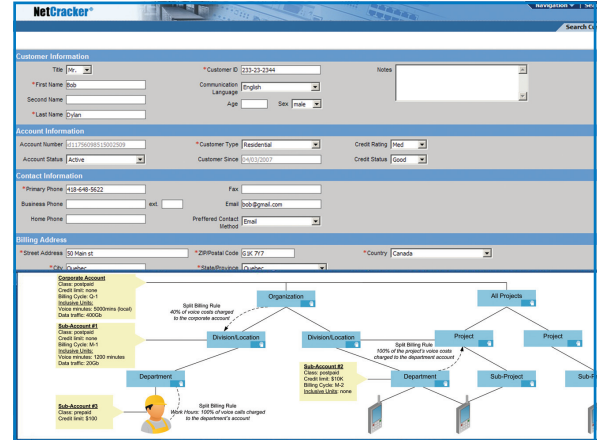 NetCracker®
Navigation
Search Cu
Customer Information
Title Mr.
*Customer ID 233-23-2344
Notes
*First Name Bob
Communication Language English
Second Name
Age Sex male
*Last Name Dylan
Account Information
Account Number
*Customer Type Residential
Credit Rating Med
Account Status Active
Customer Since 04/03/2007
Credit Status Good
Contact Information
*Primary Phone 418-648-5622
Fax
Business Phone ext.
Email bob@gmail.com
Home Phone
Preffered Contact Method Email
Billing Address
*Street Address 50 Main st
*ZIP/Postal Code G1K 7Y7
*Country Canada
*City Quebec
*State/Province Quebec
Corporate Account
Class: postpaid
Credit limit: none
Billing Cycle: Q-1
Inclusive Units:
Voice minutes: 5000mins (local)
Data traffic: 400Gb
Organization
All Projects
Split Billing Rule
40% of voice costs charged
to the corporate account
Sub-Account #1
Class: postpaid
Credit limit: none
Billing Cycle: M-1
Inclusive Units:
Voice minutes: 1200 minutes
Data traffic: 20Gb
Division/Location
Division/Location
Project
Project
Split Billing Rule
100% of the project's voice costs
charged to the department account
Sub-Account #2
Class: postpaid
Credit limit: $10K
Billing Cycle: M-2
Inclusive Units: none
Department
Department
Sub-Project
Sub-P
Sub-Account #3
Class: prepaid
Credit limit: $100
Split Billing Rule
Work Hours: 100% of voice calls charged
to the department's account